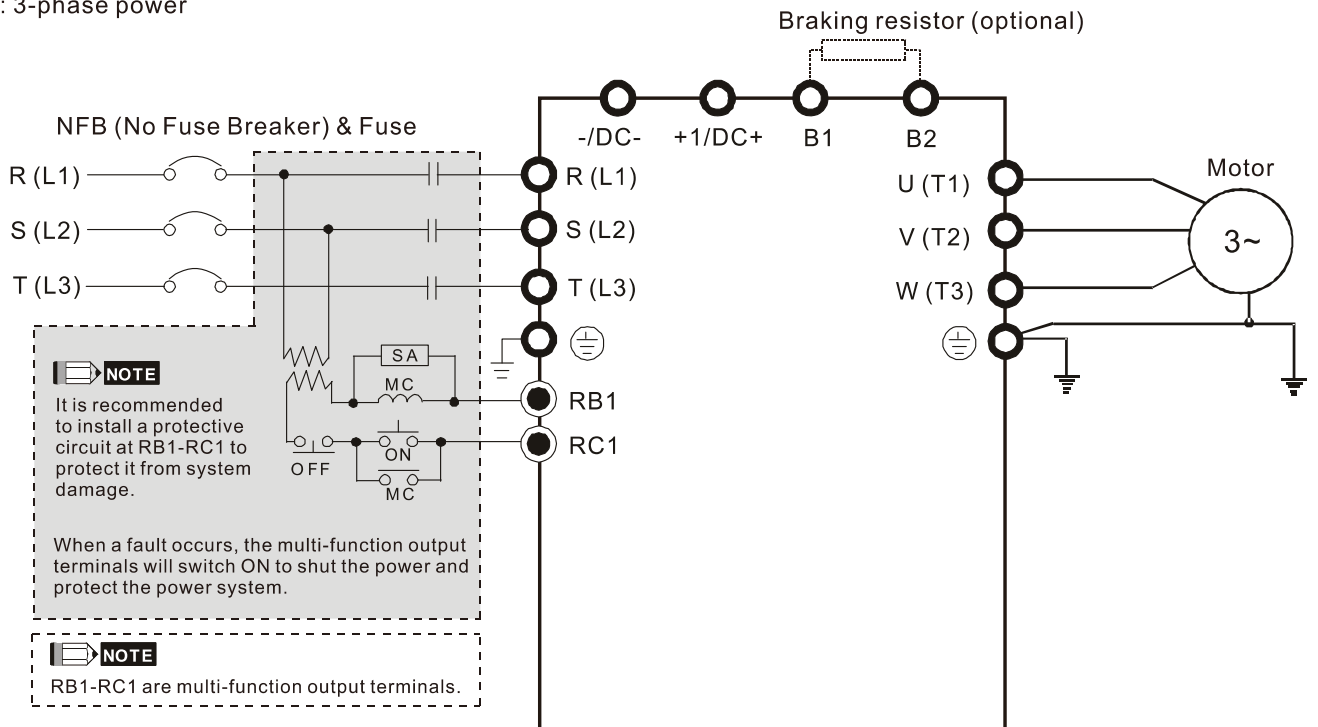 : 3-phase power
Braking resistor (optional)
NFB (No Fuse Breaker) & Fuse
-/DC-
+1/DC+
B1
B2
R (L1)
R (L1)
U (T1)
Motor
S (L2)
S (L2)
V (T2)
3~
T (L3)
T (L3)
W (T3)
SA
NOTE
MC
RB1
It is recommended
to install a protective
circuit at RB1-RC1 to
protect it from system
damage.
RC1
ON
OFF
MC
When a fault occurs, the multi-function output
terminals will switch ON to shut the power and
protect the power system.
NOTE
RB1-RC1 are multi-function output terminals.